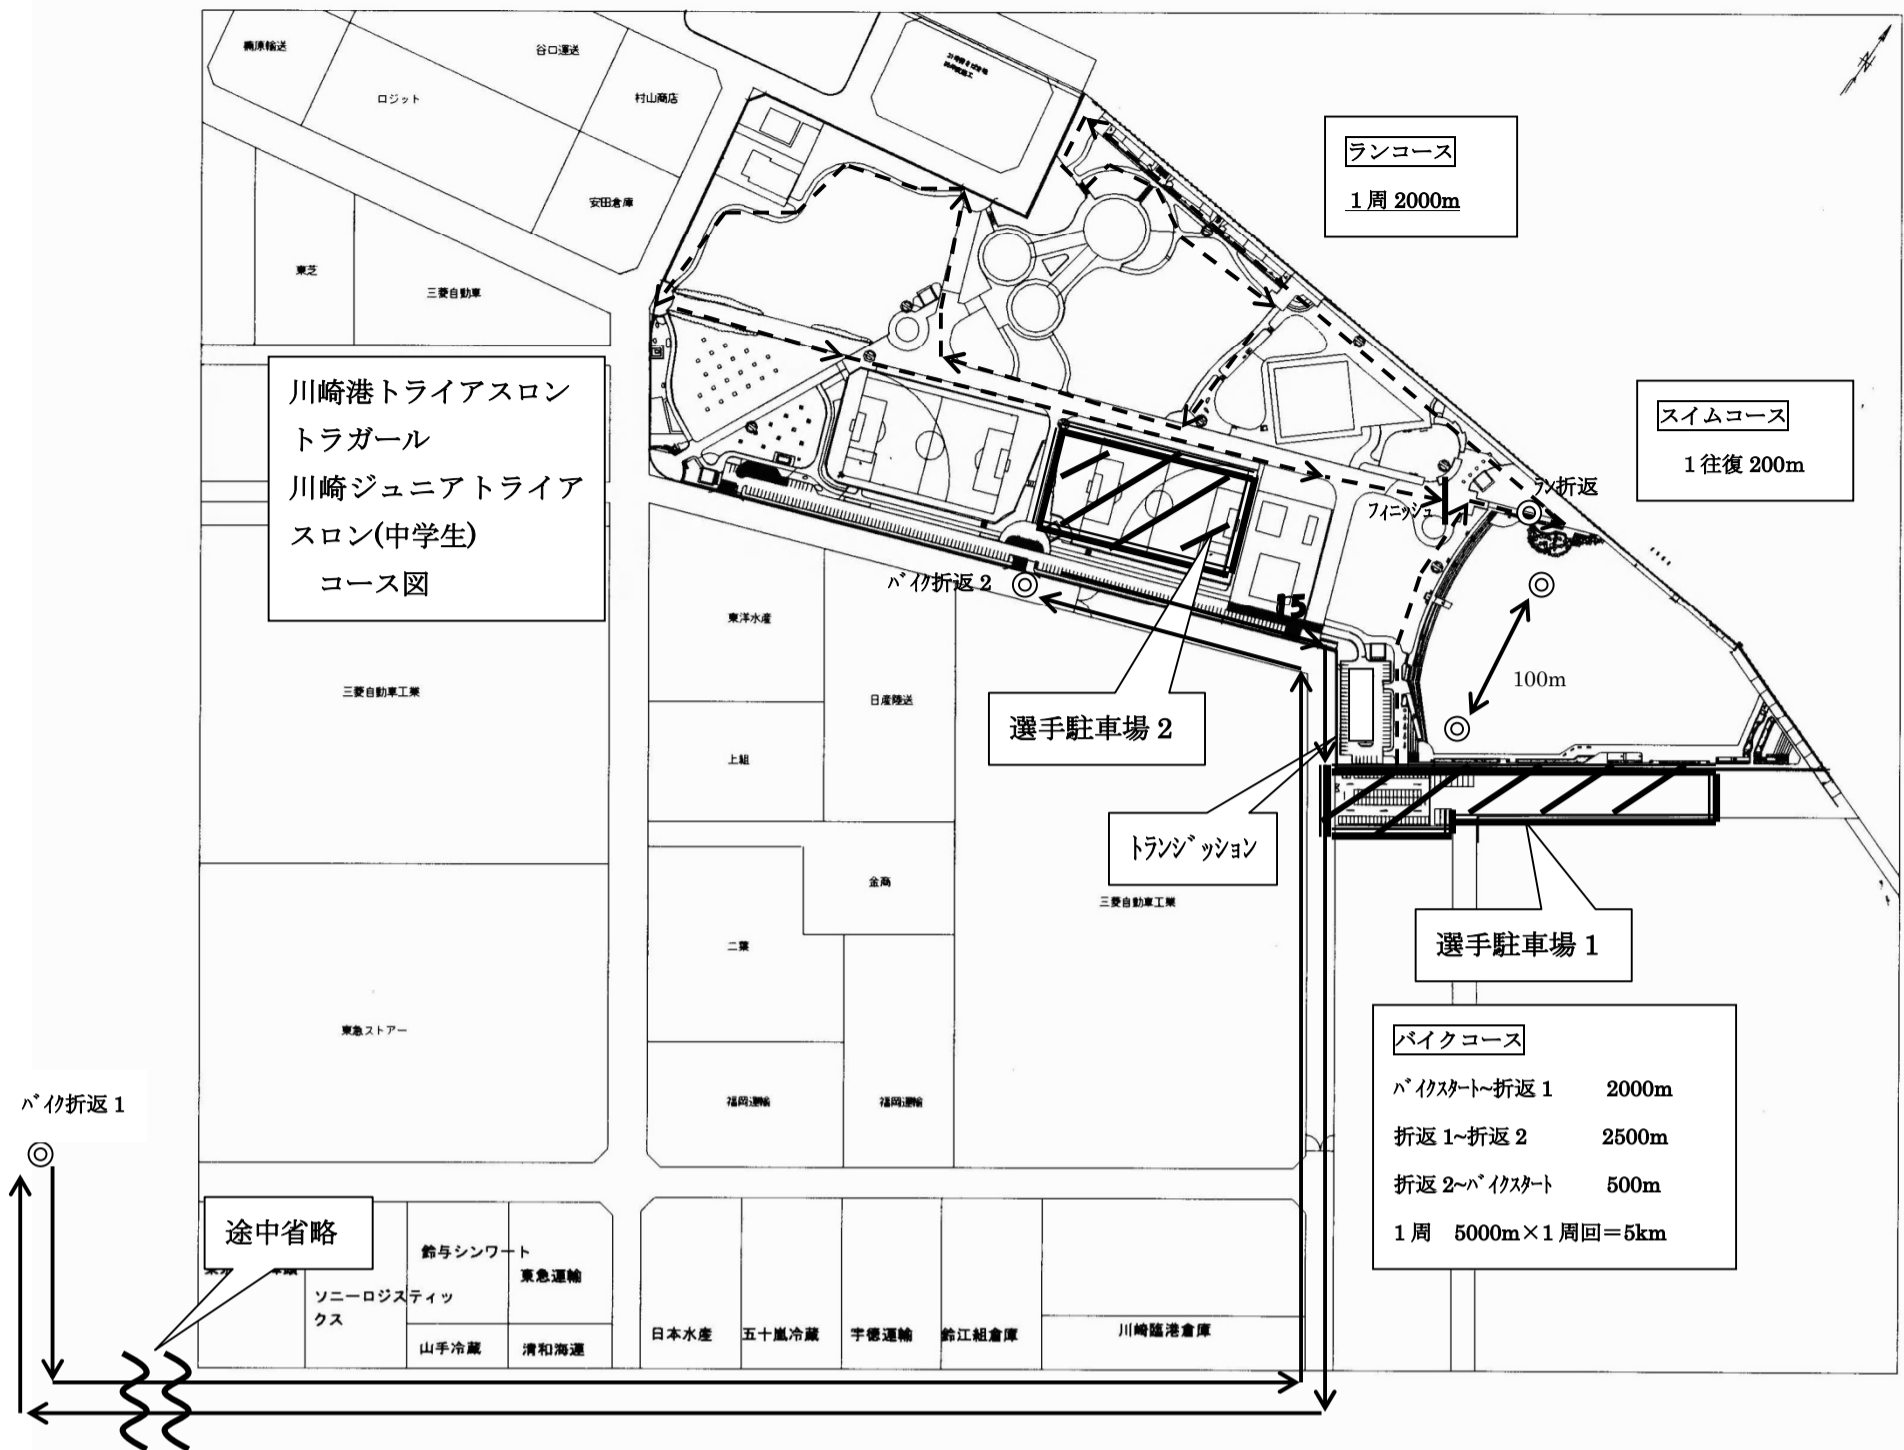 橋原輸送
谷口運送
ロジット
村山商店
安田倉庫
東芝
三菱自動車
ランコース
1周 2000m
スイムコース
1往復 200m
川崎港トライアスロン
トラガール
川崎ジュニアトライア
スロン(中学生)
コース図
ラン折返
フィニッシュ
バイク折返 2
15
100m
東洋水産
三菱自動車工業
日産陸送
選手駐車場 2
上組
トランジッション
金商
三菱自動車工業
二葉
選手駐車場 1
東急ストアー
バイクコース
バイクスタート~折返 1 2000m
折返 1~折返 2 2500m
折返 2~バイクスタート 500m
1周 5000m×1周回=5km
バイク折返 1
福岡運輸
福岡運輸
途中省略
鈴与シンワート
東急運輸
ソニーロジスティッ
クス
山手冷蔵
清和海運
日本水産
五十嵐冷蔵
宇徳運輸
鈴江組倉庫
川崎臨港倉庫